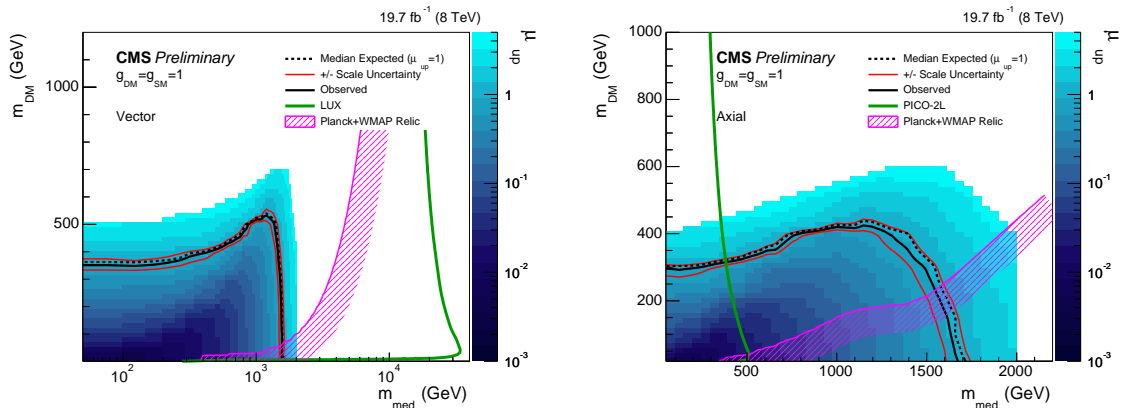 19.7 fb⁻¹ (8 TeV)
CMS Preliminary
g_DM=g_SM=1
Vector
Median Expected (μ_up=1)
+/- Scale Uncertainty
Observed
LUX
Planck+WMAP Relic
m_DM (GeV)
1000
500
10²
10³
10⁴
m_med (GeV)
μ_up
1
10⁻¹
10⁻²
10⁻³
19.7 fb⁻¹ (8 TeV)
CMS Preliminary
g_DM=g_SM=1
Axial
Median Expected (μ_up=1)
+/- Scale Uncertainty
Observed
PICO-2L
Planck+WMAP Relic
m_DM (GeV)
1000
800
600
400
200
500
1000
1500
2000
m_med (GeV)
μ_up
1
10⁻¹
10⁻²
10⁻³